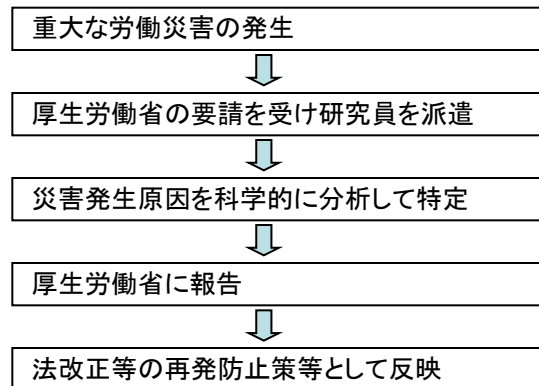 重大な労働災害の発生
厚生労働省の要請を受け研究員を派遣
災害発生原因を科学的に分析して特定
厚生労働省に報告
法改正等の再発防止策等として反映